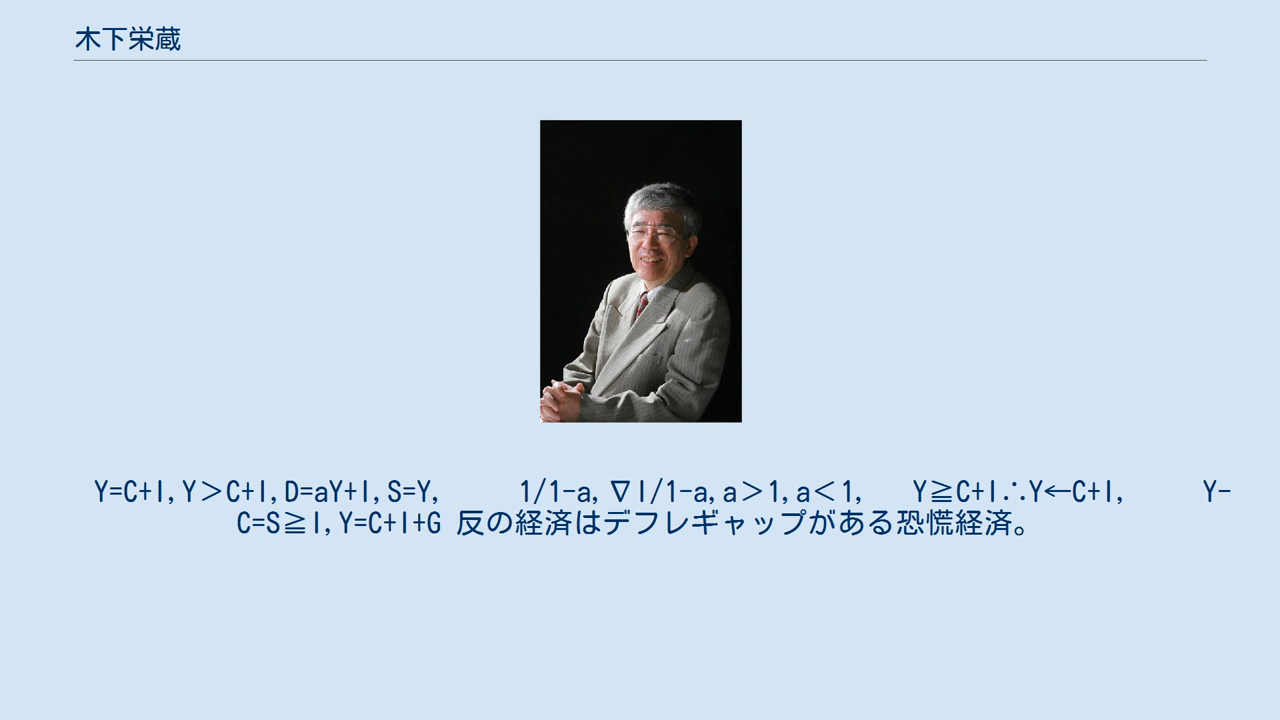 木下栄蔵
Y=C+I,Y＞C+I,D=aY+I,S=Y,　　1/1-a,∇I/1-a,a＞1,a＜1,　Y≧C+I∴Y←C+I,　　Y-
C=S≧I,Y=C+I+G 反の経済はデフレギャップがある恐慌経済。